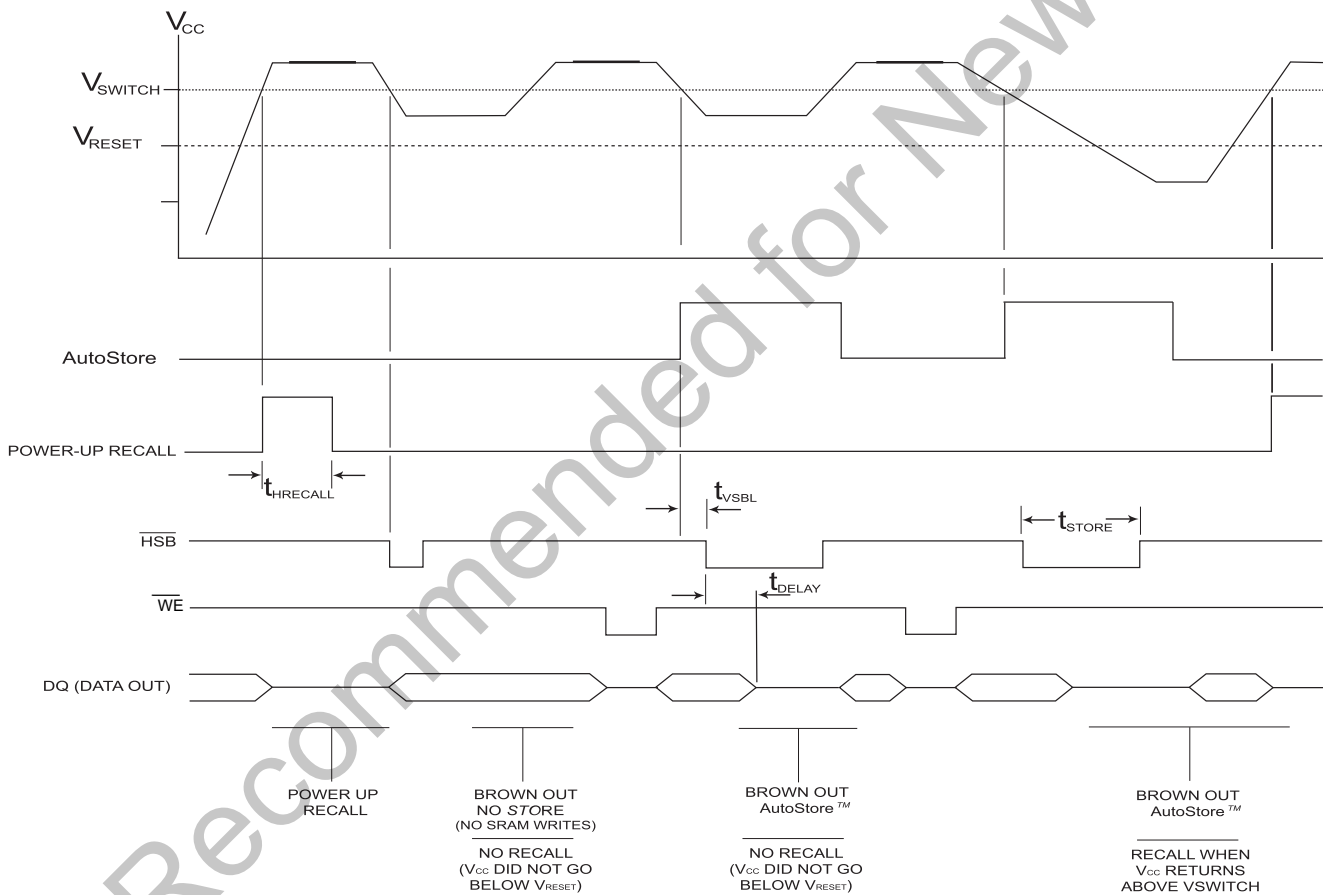 VCC
VSWITCH
VRESET
AutoStore
POWER-UP RECALL
tHRECALL
tVSBL
HSB
tSTORE
WE
tDELAY
DQ (DATA OUT)
POWER UP
RECALL
BROWN OUT
NO STORE
(NO SRAM WRITES)
NO RECALL
(VCC DID NOT GO
BELOW VRESET)
BROWN OUT
AutoStore™
NO RECALL
(VCC DID NOT GO
BELOW VRESET)
BROWN OUT
AutoStore™
RECALL WHEN
VCC RETURNS
ABOVE VSWITCH
Recommended for New